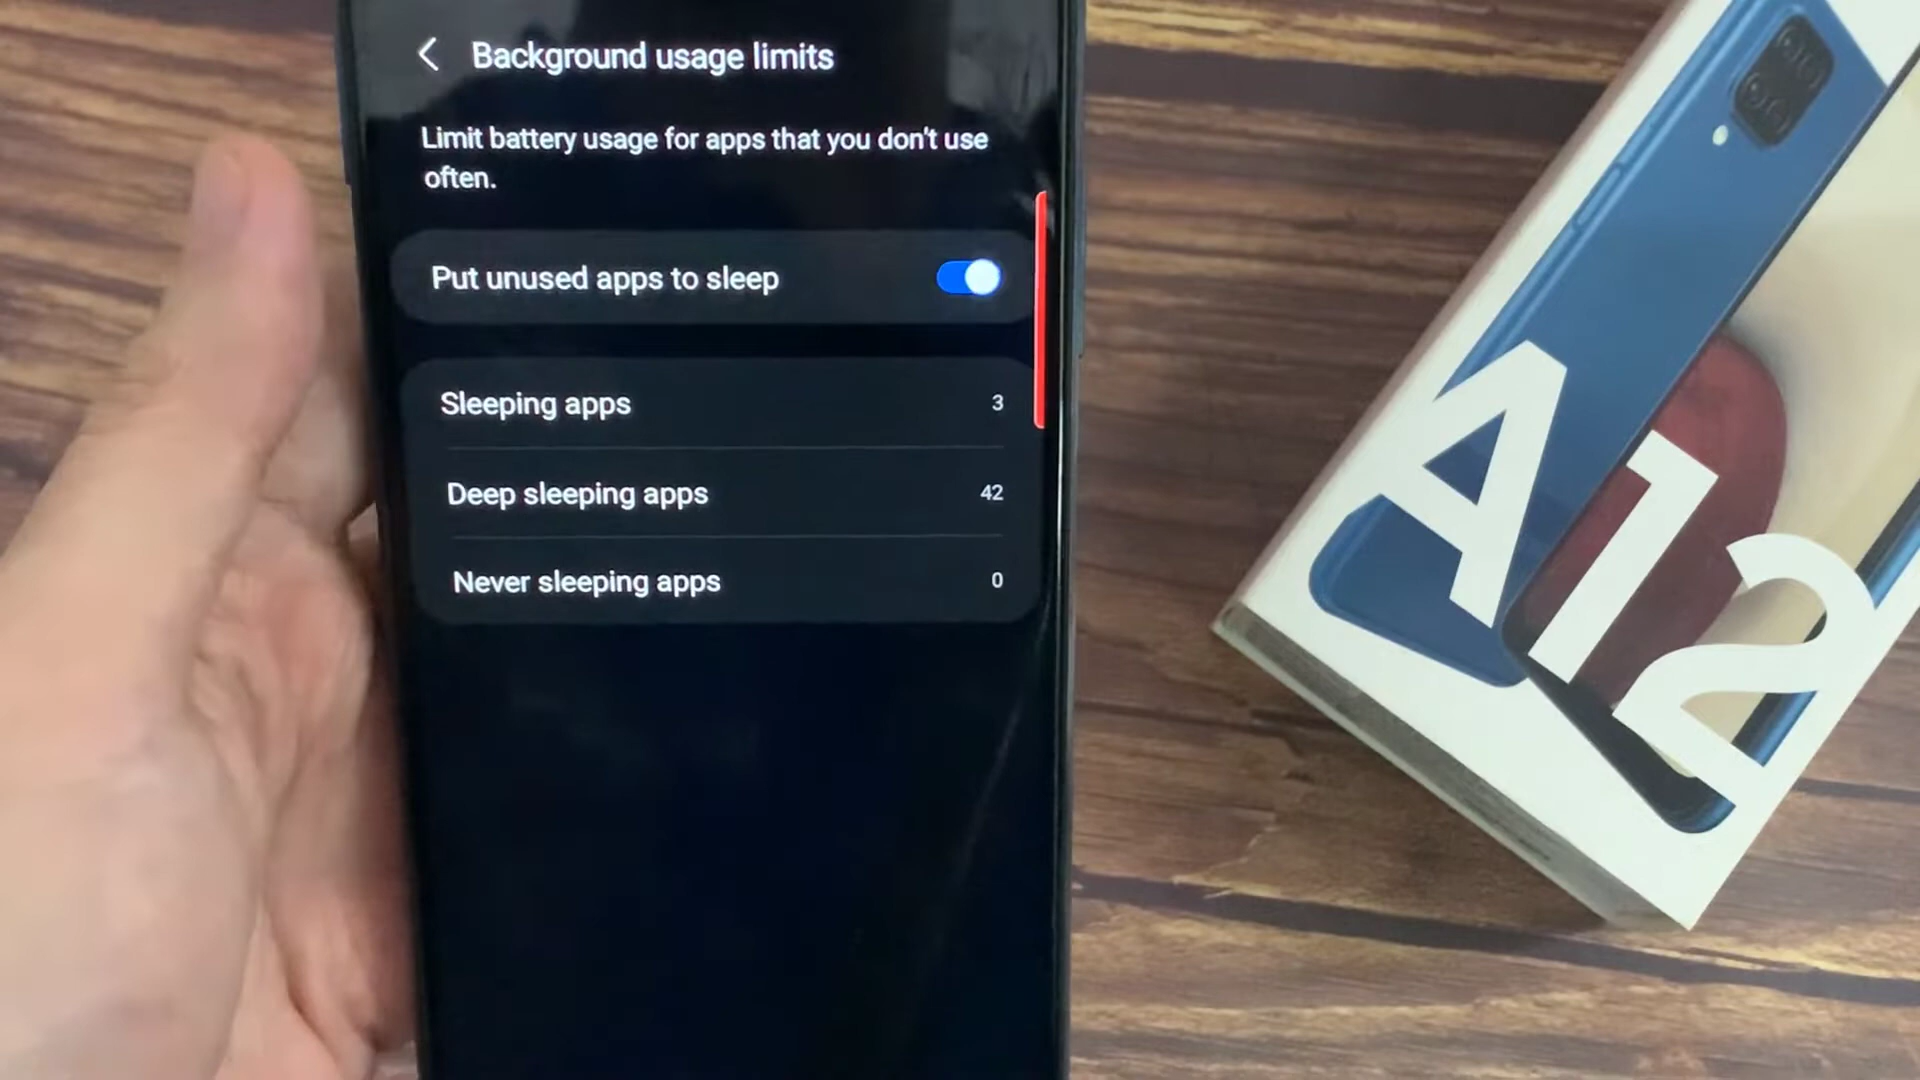 Background usage limits
Limit battery usage for apps that you don't use
often.
Put unused apps to sleep
Sleeping apps 3
Deep sleeping apps 42
Never sleeping apps 0
A12